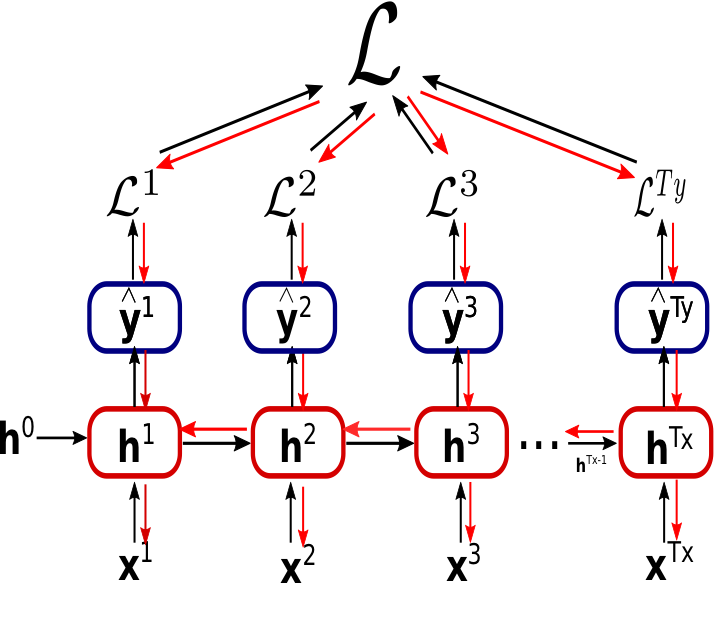 ℒ
ℒ¹ ℒ² ℒ³ ℒᵀʸ
ŷ¹ ŷ² ŷ³ ŷᵀʸ
h⁰ h¹ h² h³ ... hᵀˣ
hᵀˣ⁻¹
x¹ x² x³ xᵀˣ